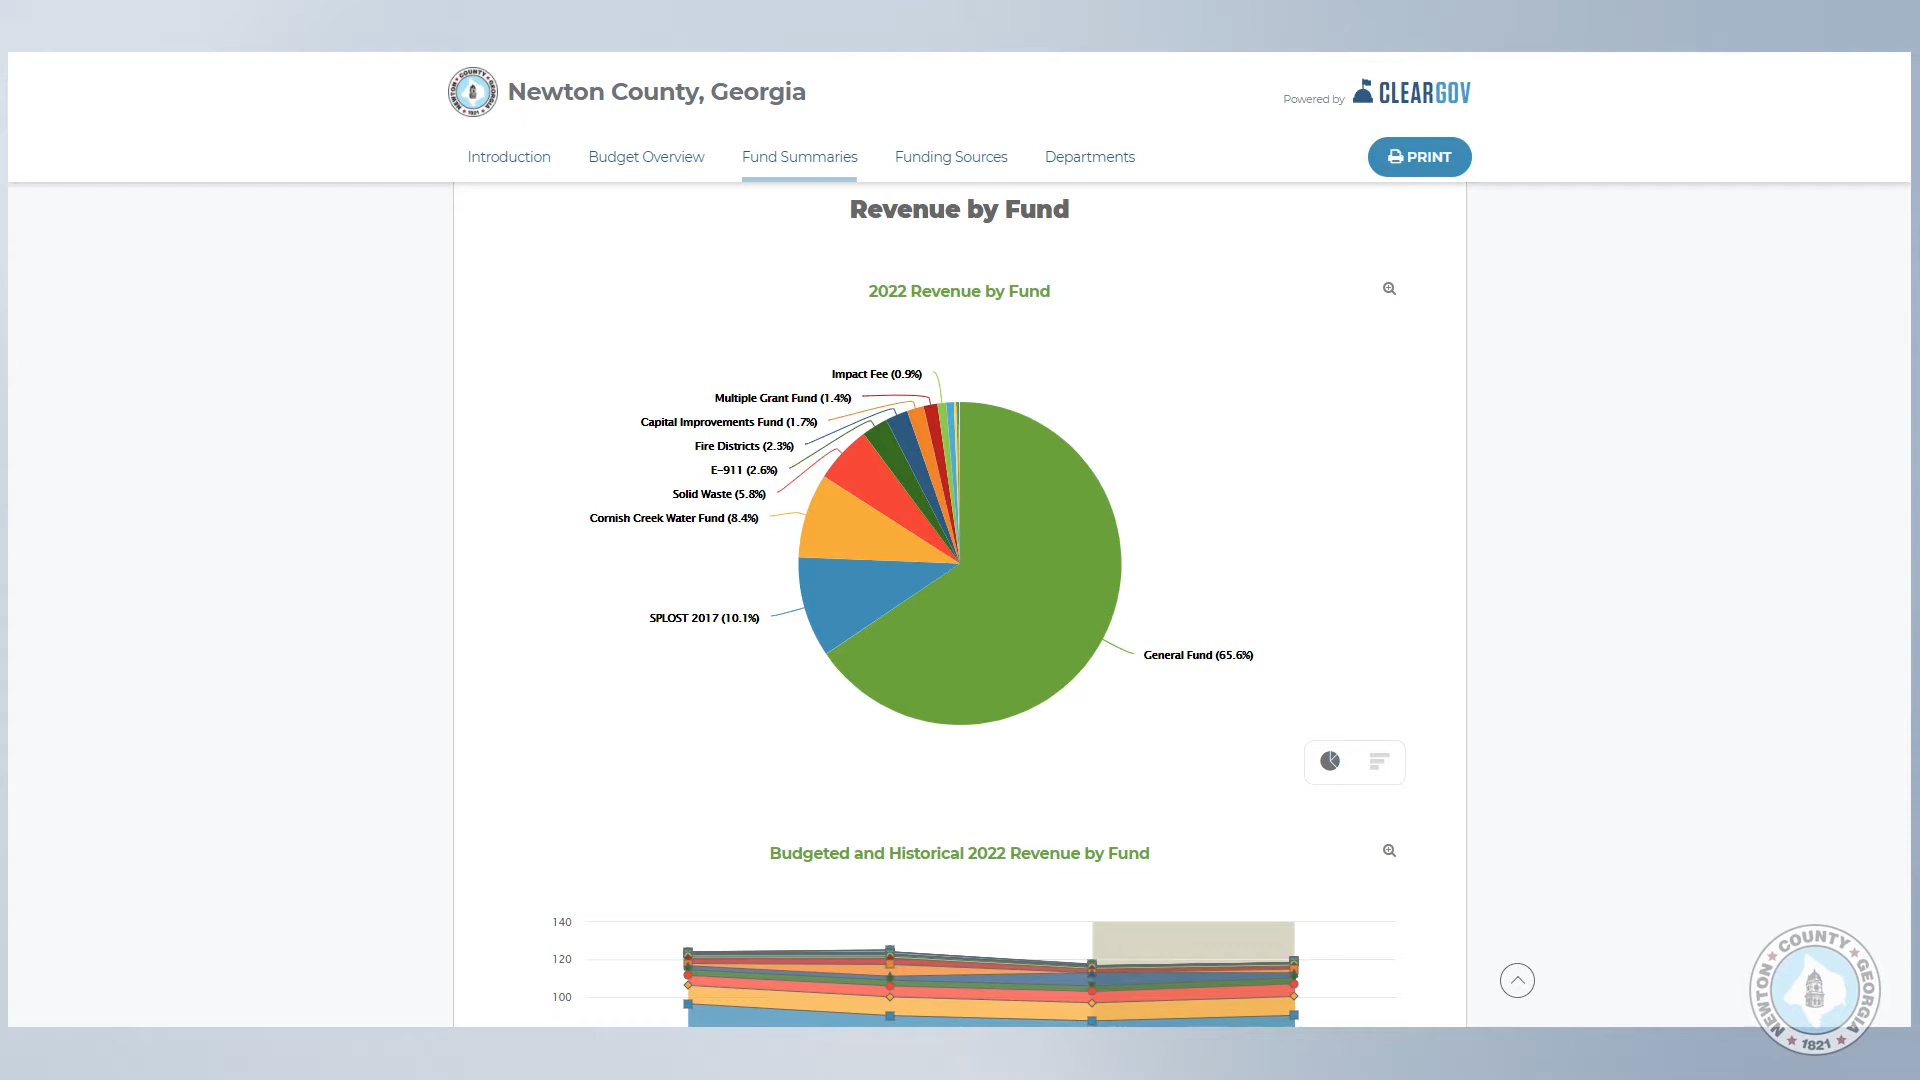 Newton County, Georgia
Powered by CLEARGOV
Introduction
Budget Overview
Fund Summaries
Funding Sources
Departments
PRINT
Revenue by Fund
2022 Revenue by Fund
Impact Fee (0.9%)
Multiple Grant Fund (1.4%)
Capital Improvements Fund (1.7%)
Fire Districts (2.3%)
E-911 (2.6%)
Solid Waste (5.8%)
Cornish Creek Water Fund (8.4%)
SPLOST 2017 (10.1%)
General Fund (65.6%)
Budgeted and Historical 2022 Revenue by Fund
140
120
100
NEWTON COUNTY GEORGIA
1821